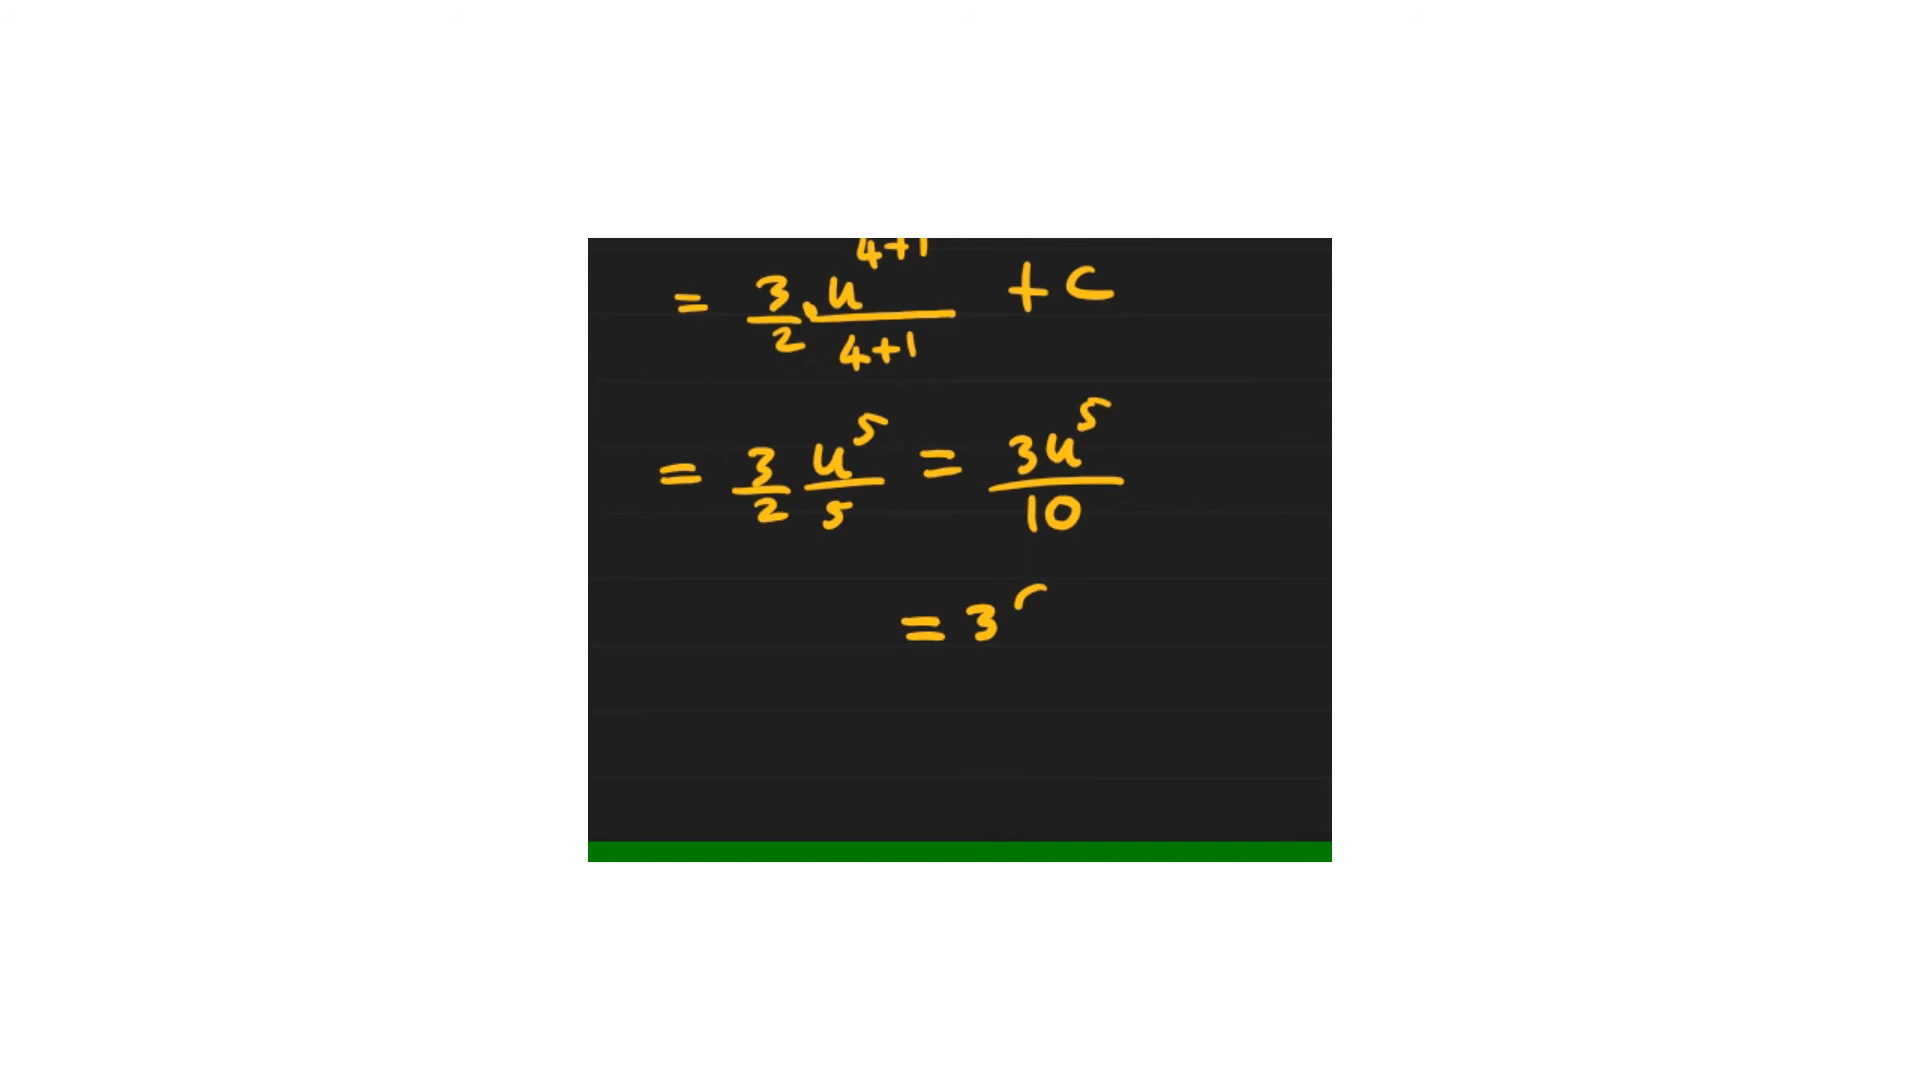 = 3/2 . u^(4+1)/(4+1) + C
= 3/2 u^5/5 = 3u^5/10
= 3(